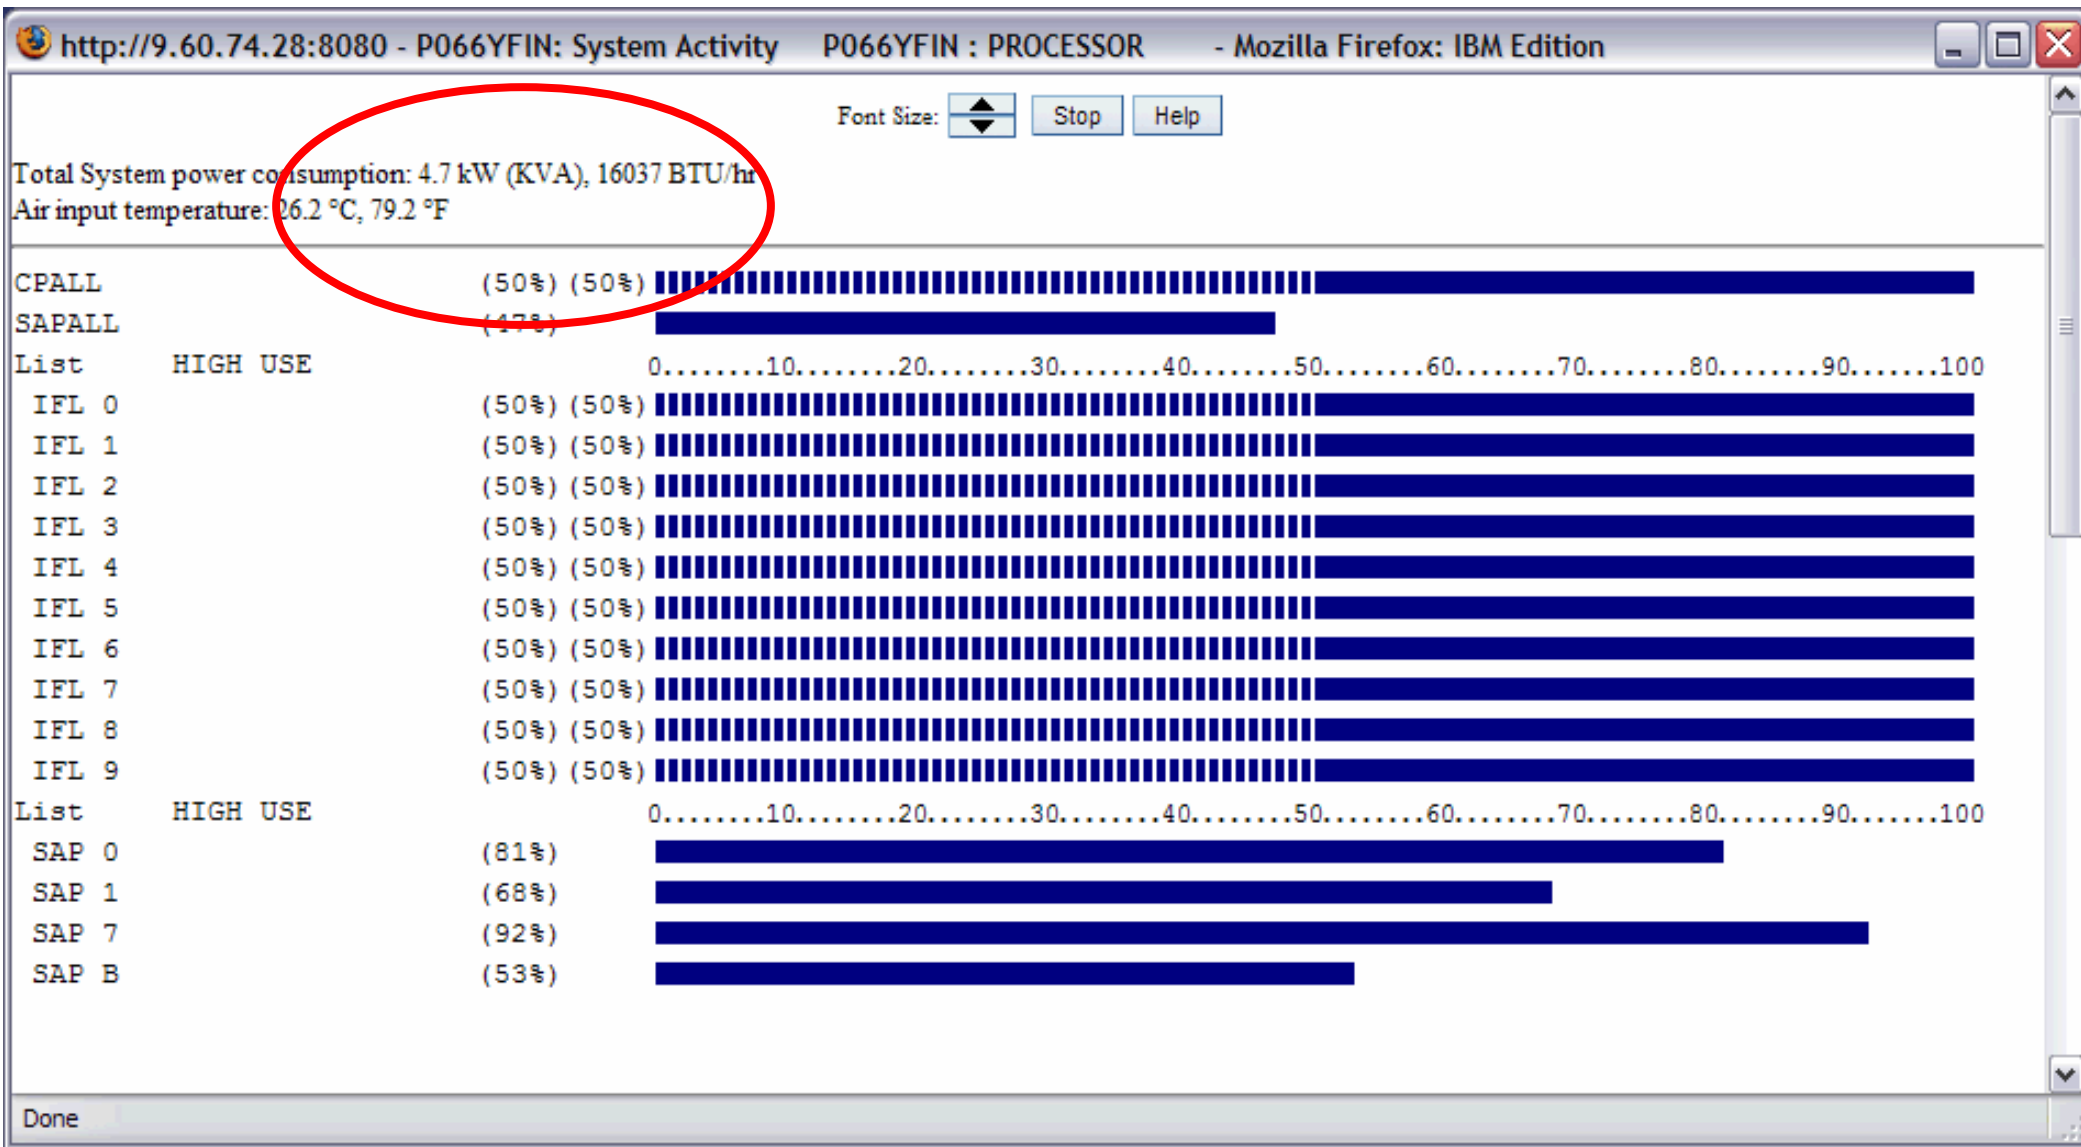 http://9.60.74.28:8080 - P066YFIN: System Activity P066YFIN : PROCESSOR - Mozilla Firefox: IBM Edition
Font Size: Stop Help
Total System power consumption: 4.7 kW (KVA), 16037 BTU/hr
Air input temperature: 26.2 °C, 79.2 °F
CPALL (50%) (50%)
SAPALL (47%)
List HIGH USE 0........10........20........30........40........50........60........70........80........90.......100
IFL 0 (50%) (50%)
IFL 1 (50%) (50%)
IFL 2 (50%) (50%)
IFL 3 (50%) (50%)
IFL 4 (50%) (50%)
IFL 5 (50%) (50%)
IFL 6 (50%) (50%)
IFL 7 (50%) (50%)
IFL 8 (50%) (50%)
IFL 9 (50%) (50%)
List HIGH USE 0........10........20........30........40........50........60........70........80........90.......100
SAP 0 (81%)
SAP 1 (68%)
SAP 7 (92%)
SAP B (53%)
Done